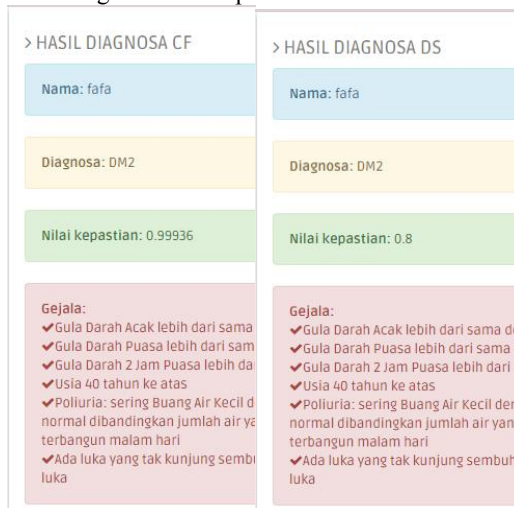 > HASIL DIAGNOSA CF
Nama: fafa
Diagnosa: DM2
Nilai kepastian: 0.99936
Gejala:
✔Gula Darah Acak lebih dari sama
✔Gula Darah Puasa lebih dari sam
✔Gula Darah 2 Jam Puasa lebih da
✔Usia 40 tahun ke atas
✔Poliuria: sering Buang Air Kecil d
normal dibandingkan jumlah air ya
terbangun malam hari
✔Ada luka yang tak kunjung sembu
luka
> HASIL DIAGNOSA DS
Nama: fafa
Diagnosa: DM2
Nilai kepastian: 0.8
Gejala:
✔Gula Darah Acak lebih dari sama d
✔Gula Darah Puasa lebih dari sama
✔Gula Darah 2 Jam Puasa lebih dari
✔Usia 40 tahun ke atas
✔Poliuria: sering Buang Air Kecil der
normal dibandingkan jumlah air yan
terbangun malam hari
✔Ada luka yang tak kunjung sembuh
luka